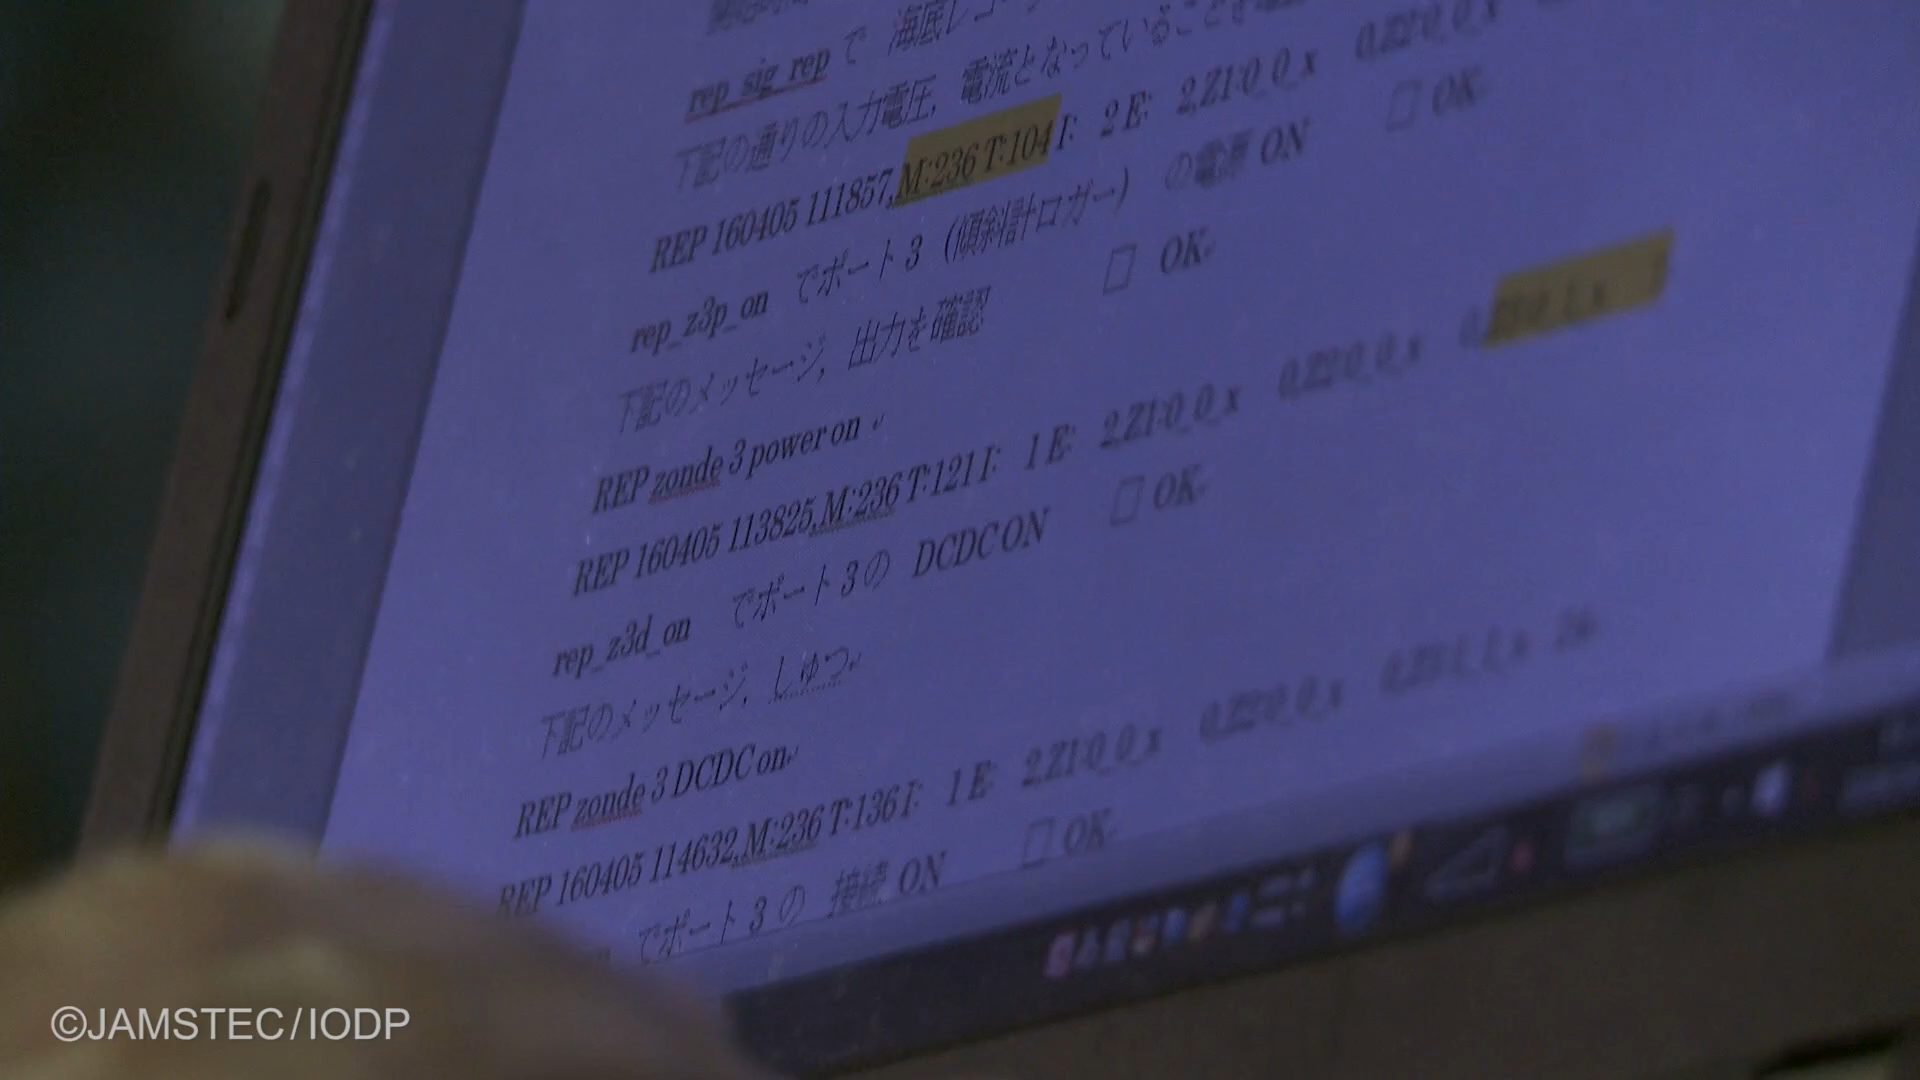 rep_sig_rep で 海底レコー
下記の通りの入力電圧, 電流となっていることを
REP 160405 111857,M:236 T:104 I: 2 E: 2,Z1:0_0_x 0,Z2:0_0_x
rep_z3p_on でポート3 (傾斜計ロガー) の電源 ON □ OK
下記のメッセージ, 出力を確認 □ OK
REP zonde 3 power on
REP 160405 113825,M:236 T:121 I: 1 E: 2,Z1:0_0_x 0,Z2:0_0_x
rep_z3d_on でポート3の DCDC ON □ OK
下記のメッセージ, しゅつ
REP zonde 3 DCDC on
REP 160405 114632,M:236 T:136 I: 1 E: 2,Z1:0_0_x 0,Z2:0_0_x
でポート3の 接続 ON □ OK
©JAMSTEC/IODP